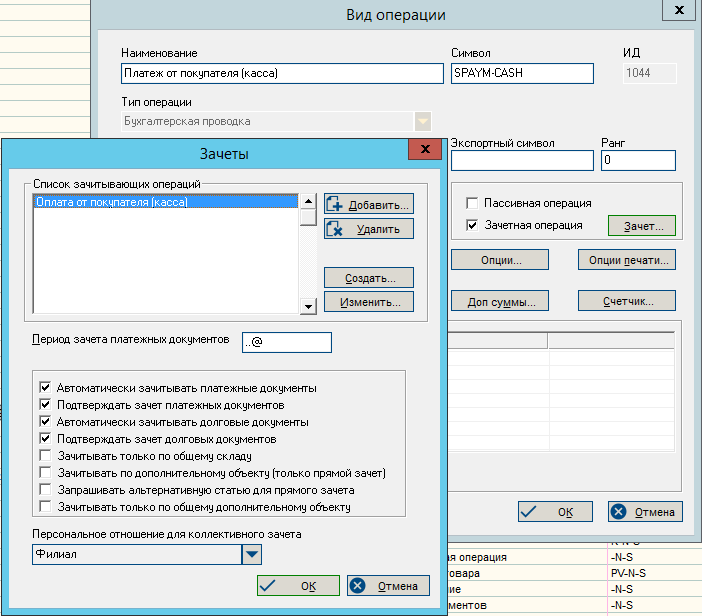 Вид операции
x
Наименование
Символ
ИД
Платеж от покупателя (касса)
SPAYM-CASH
1044
Тип операции
Бухгалтерская проводка
Экспортный символ
Ранг
0
Пассивная операция
Зачетная операция
Зачет...
Опции...
Опции печати...
Доп суммы...
Счетчик...
ОК
Отмена
Зачеты
x
Список зачитывающих операций
Оплата от покупателя (касса)
Добавить...
Удалить
Создать...
Изменить...
Период зачета платежных документов
..@
Автоматически зачитывать платежные документы
Подтверждать зачет платежных документов
Автоматически зачитывать долговые документы
Подтверждать зачет долговых документов
Зачитывать только по общему складу
Зачитывать по дополнительному объекту (только прямой зачет)
Запрашивать альтернативную статью для прямого зачета
Зачитывать только по общему дополнительному объекту
Персональное отношение для коллективного зачета
Филиал
ОК
Отмена
ая операция
-N-S
овара
PV-N-S
ние
-N-S
ментов
-N-S